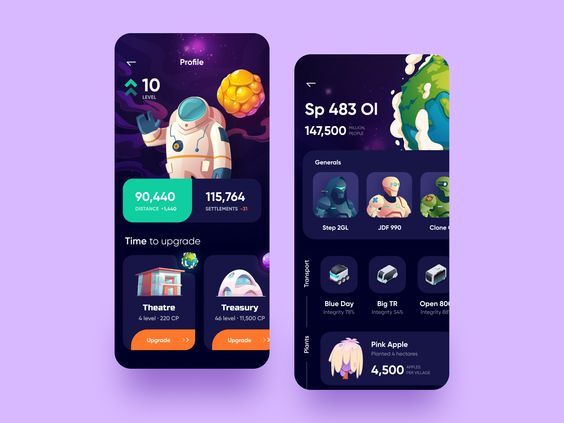 Profile
10
LEVEL
90,440
DISTANCE +1,440
115,764
SETTLEMENTS -31
Time to upgrade
Theatre
4 level · 220 CP
Upgrade
Treasury
46 level · 11,500 CP
Upgrade
Sp 483 Ol
147,500 MILLION PEOPLE
Generals
Step 2GL
JDF 990
Clone
Transport
Blue Day
Integrity 78%
Big TR
Integrity 54%
Open 800
Integrity 88%
Plants
Pink Apple
Planted 4 hectares
4,500 APPLES PER VILLAGE